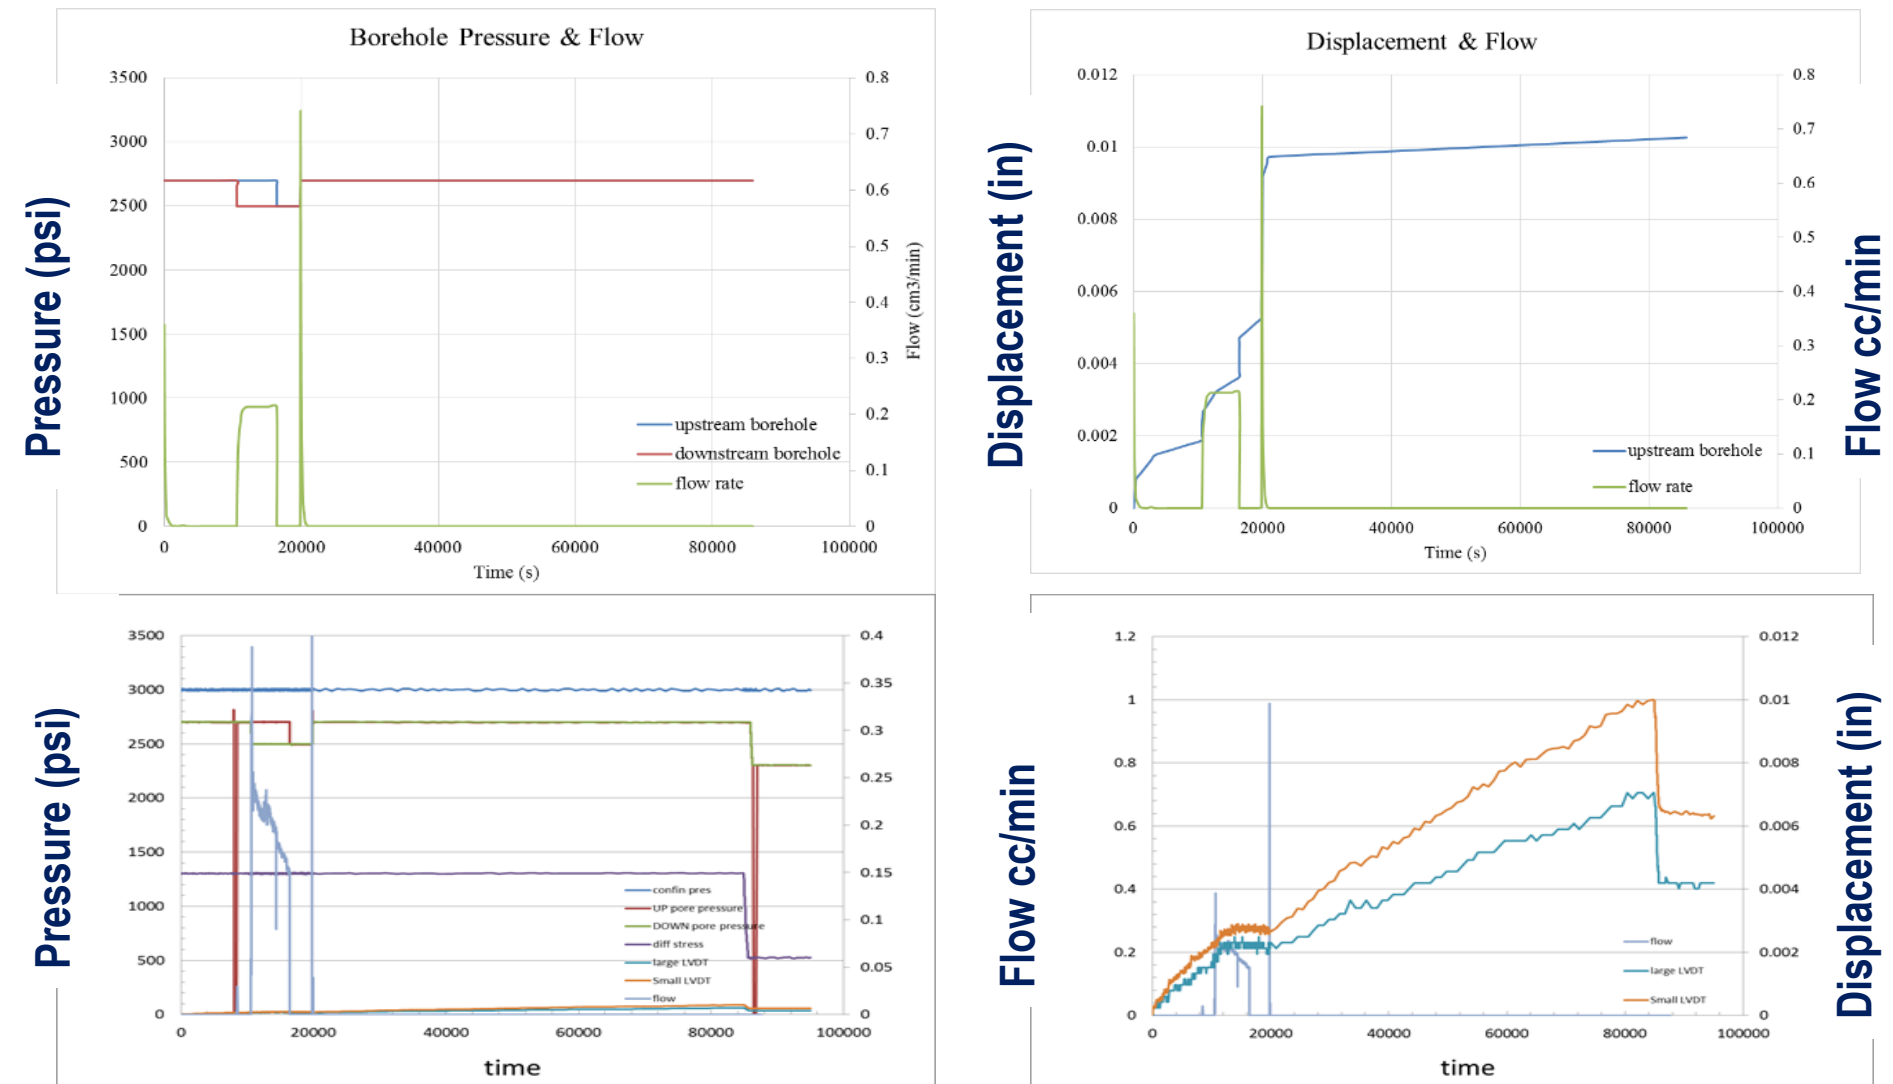 Borehole Pressure & Flow
Pressure (psi)
3500
3000
2500
2000
1500
1000
500
0
0.8
0.7
0.6
0.5
0.4
0.3
0.2
0.1
0
Flow (cm3/min)
upstream borehole
downstream borehole
flow rate
0 20000 40000 60000 80000 100000
Time (s)
Displacement & Flow
Displacement (in)
0.012
0.01
0.008
0.006
0.004
0.002
0
0.8
0.7
0.6
0.5
0.4
0.3
0.2
0.1
0
Flow cc/min
upstream borehole
flow rate
0 20000 40000 60000 80000 100000
Time (s)
Pressure (psi)
3500
3000
2500
2000
1500
1000
500
0
0.4
0.35
0.3
0.25
0.2
0.15
0.1
0.05
0
confin pres
UP pore pressure
DOWN pore pressure
diff stress
large LVDT
Small LVDT
flow
0 20000 40000 60000 80000 100000
time
Flow cc/min
1.2
1
0.8
0.6
0.4
0.2
0
0.012
0.01
0.008
0.006
0.004
0.002
0
Displacement (in)
flow
large LVDT
Small LVDT
0 20000 40000 60000 80000 100000
time